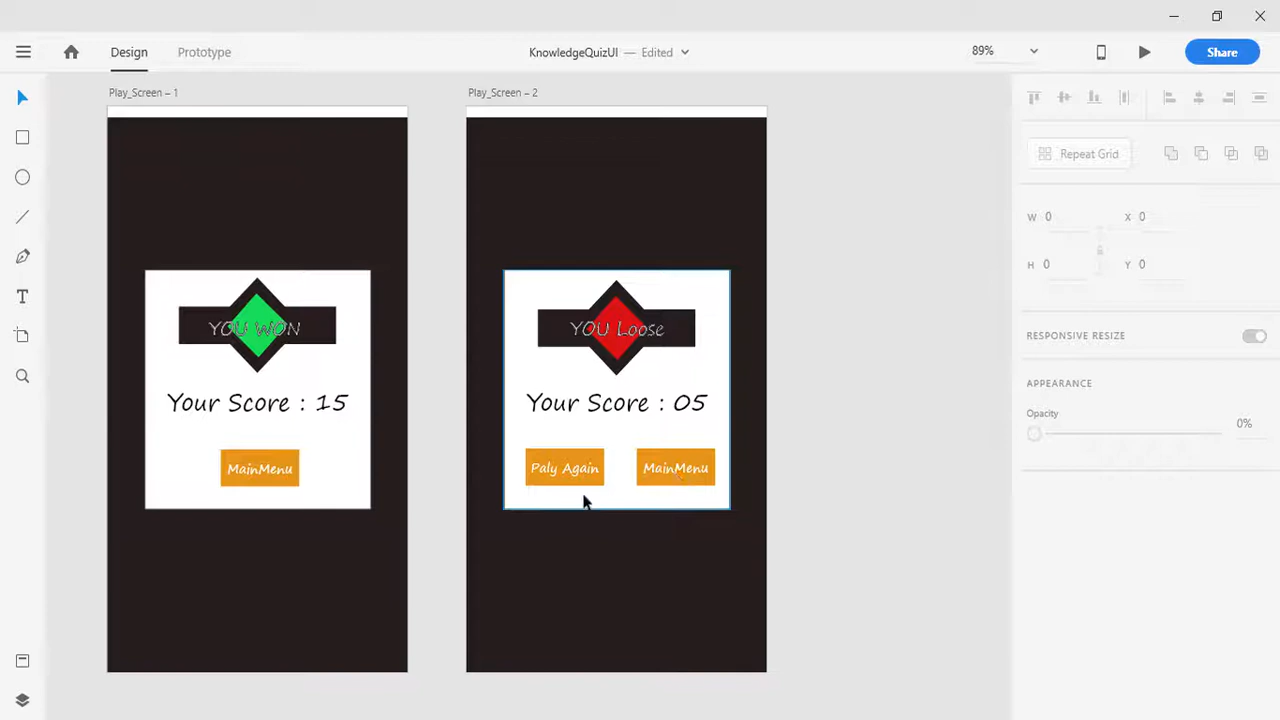 Design
Prototype
KnowledgeQuizUI — Edited
89%
Share
Play_Screen – 1
Play_Screen – 2
YOU WON
Your Score : 15
MainMenu
YOU Loose
Your Score : 05
Paly Again
MainMenu
Repeat Grid
W 0
X 0
H 0
Y 0
RESPONSIVE RESIZE
APPEARANCE
Opacity
0%
T